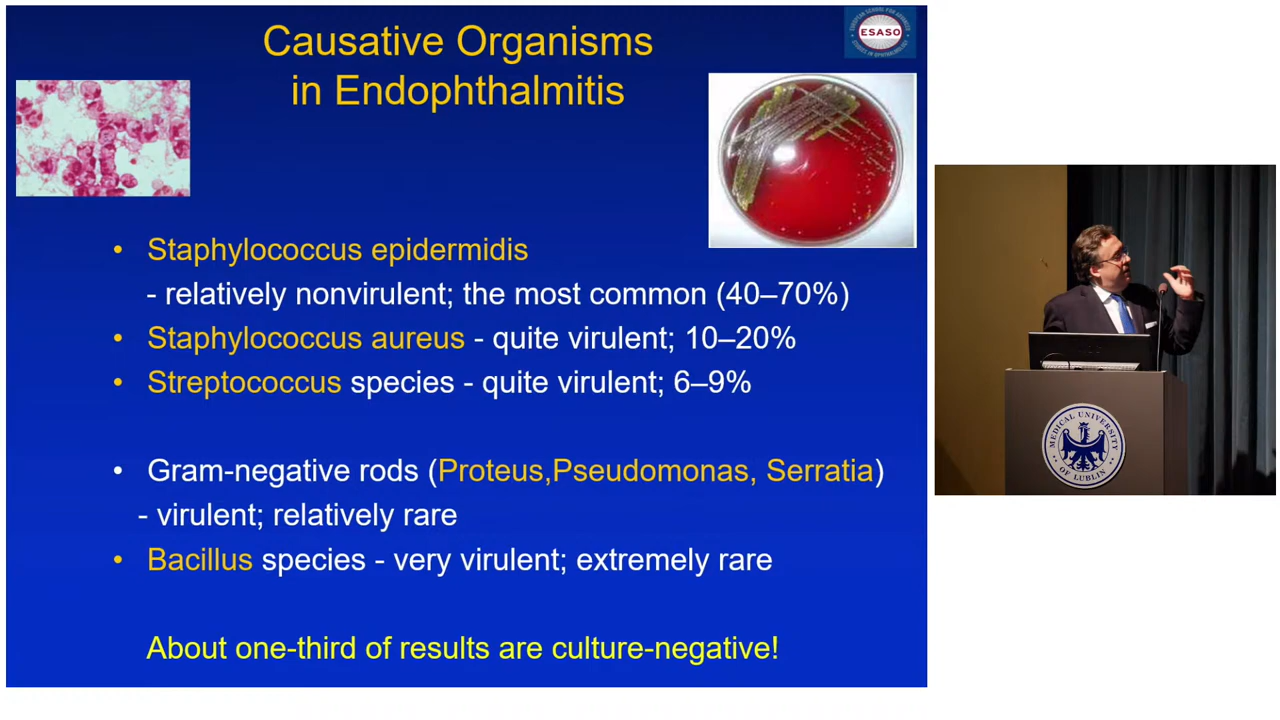 Causative Organisms
in Endophthalmitis
ESASO
• Staphylococcus epidermidis
- relatively nonvirulent; the most common (40–70%)
• Staphylococcus aureus - quite virulent; 10–20%
• Streptococcus species - quite virulent; 6–9%
• Gram-negative rods (Proteus,Pseudomonas, Serratia)
- virulent; relatively rare
• Bacillus species - very virulent; extremely rare
About one-third of results are culture-negative!
MEDICAL UNIVERSITY
OF LUBLIN